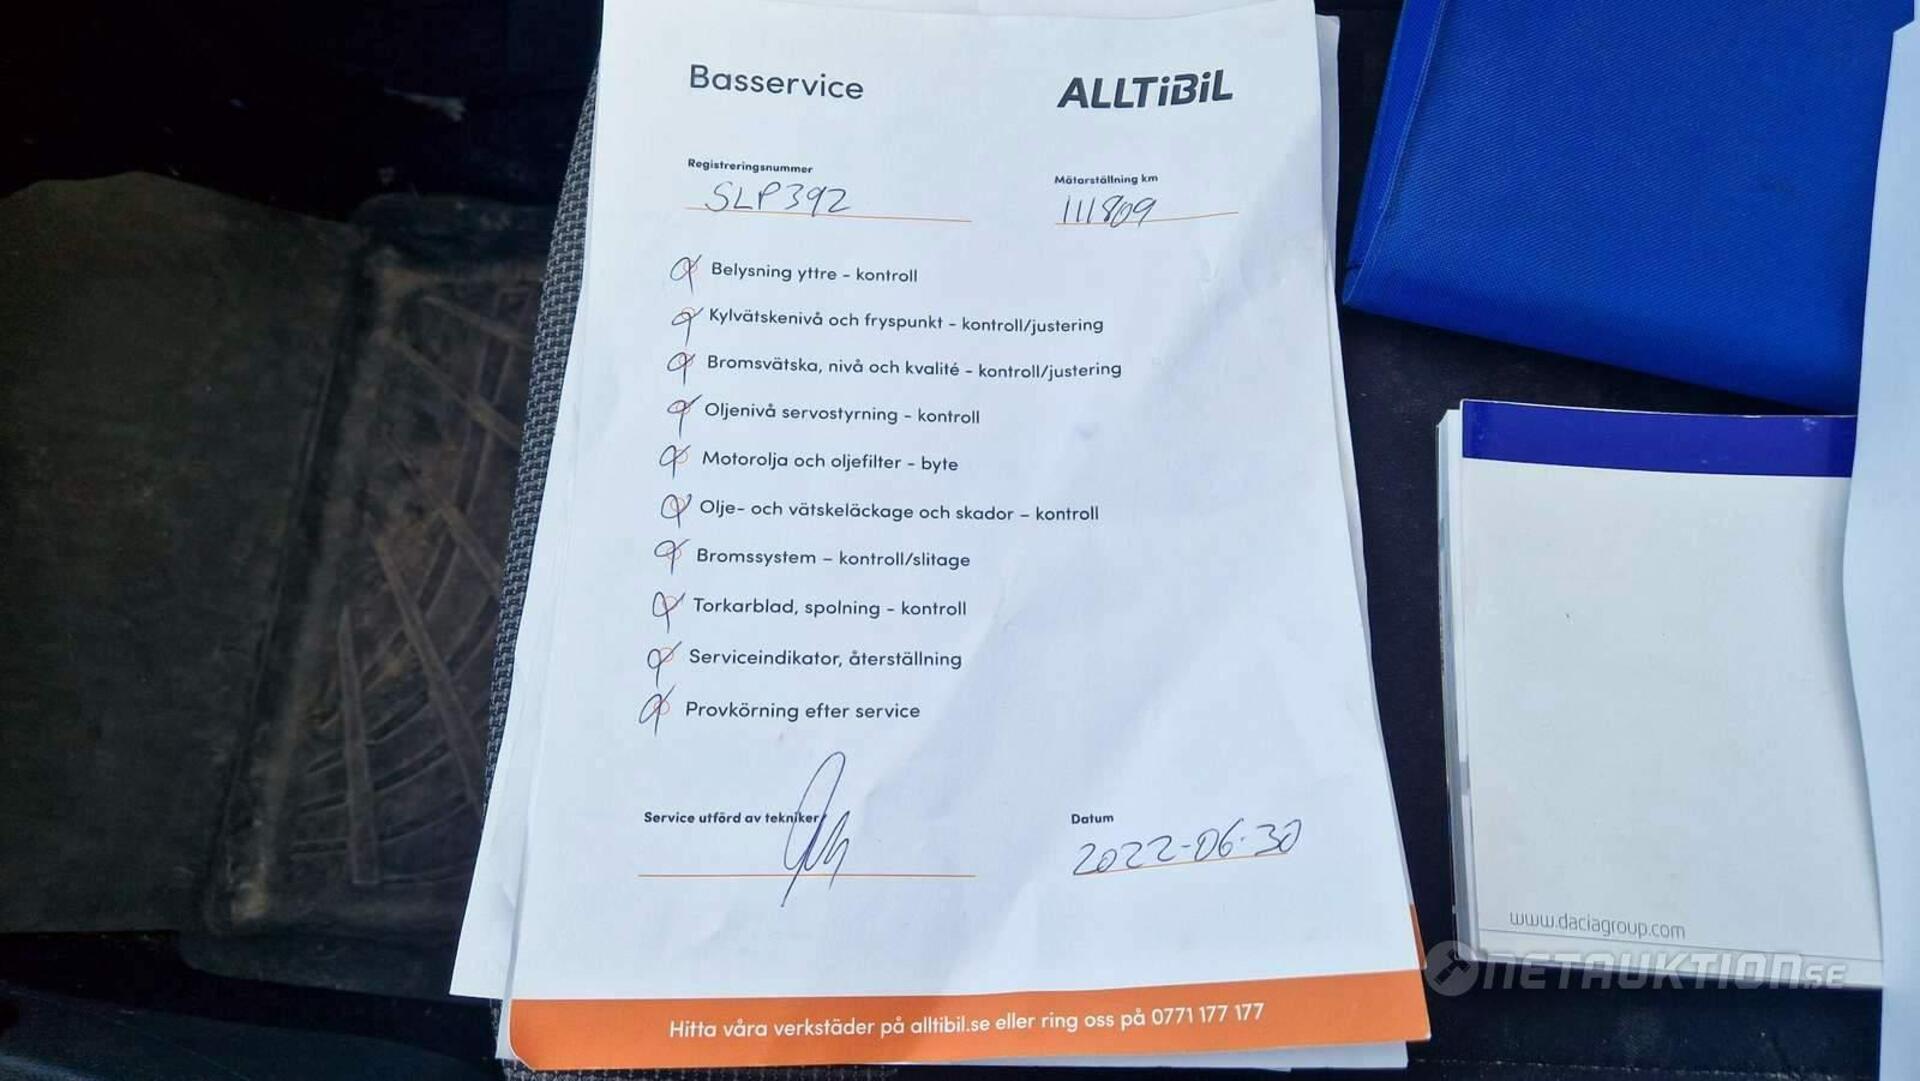 Basservice
ALLTiBiL
Registreringsnummer
SLP392
Mätarställning km
111809
Belysning yttre - kontroll
Kylvätskenivå och fryspunkt - kontroll/justering
Bromsvätska, nivå och kvalité - kontroll/justering
Oljenivå servostyrning - kontroll
Motorolja och oljefilter - byte
Olje- och vätskeläckage och skador – kontroll
Bromssystem – kontroll/slitage
Torkarblad, spolning - kontroll
Serviceindikator, återställning
Provkörning efter service
Service utförd av tekniker
Datum
2022-06-30
Hitta våra verkstäder på alltibil.se eller ring oss på 0771 177 177
www.daciagroup.com
NETAUKTION.SE